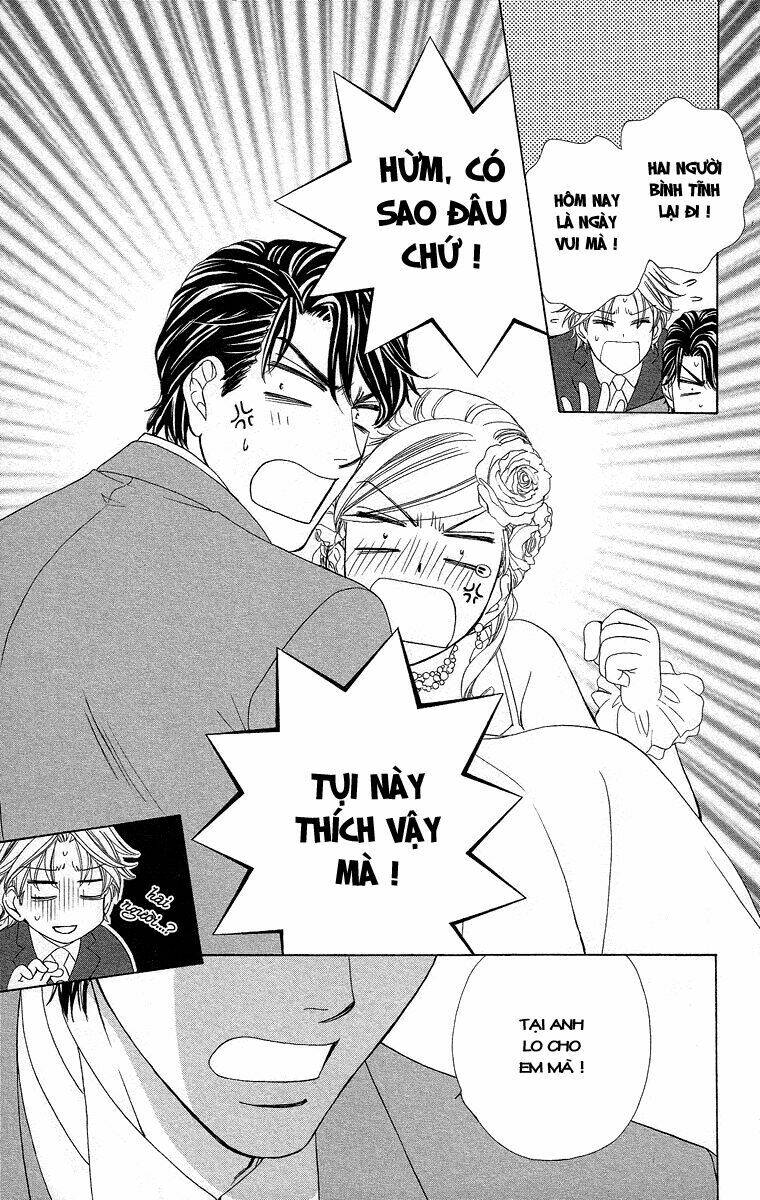 HAI NGƯỜI
BÌNH TĨNH
LẠI ĐI !
HÔM NAY
LÀ NGÀY
VUI MÀ !
HỪM, CÓ
SAO ĐÂU
CHỨ !
TỤI NÀY
THÍCH VẬY
MÀ !
hai
người...?
TẠI ANH
LO CHO
EM MÀ !